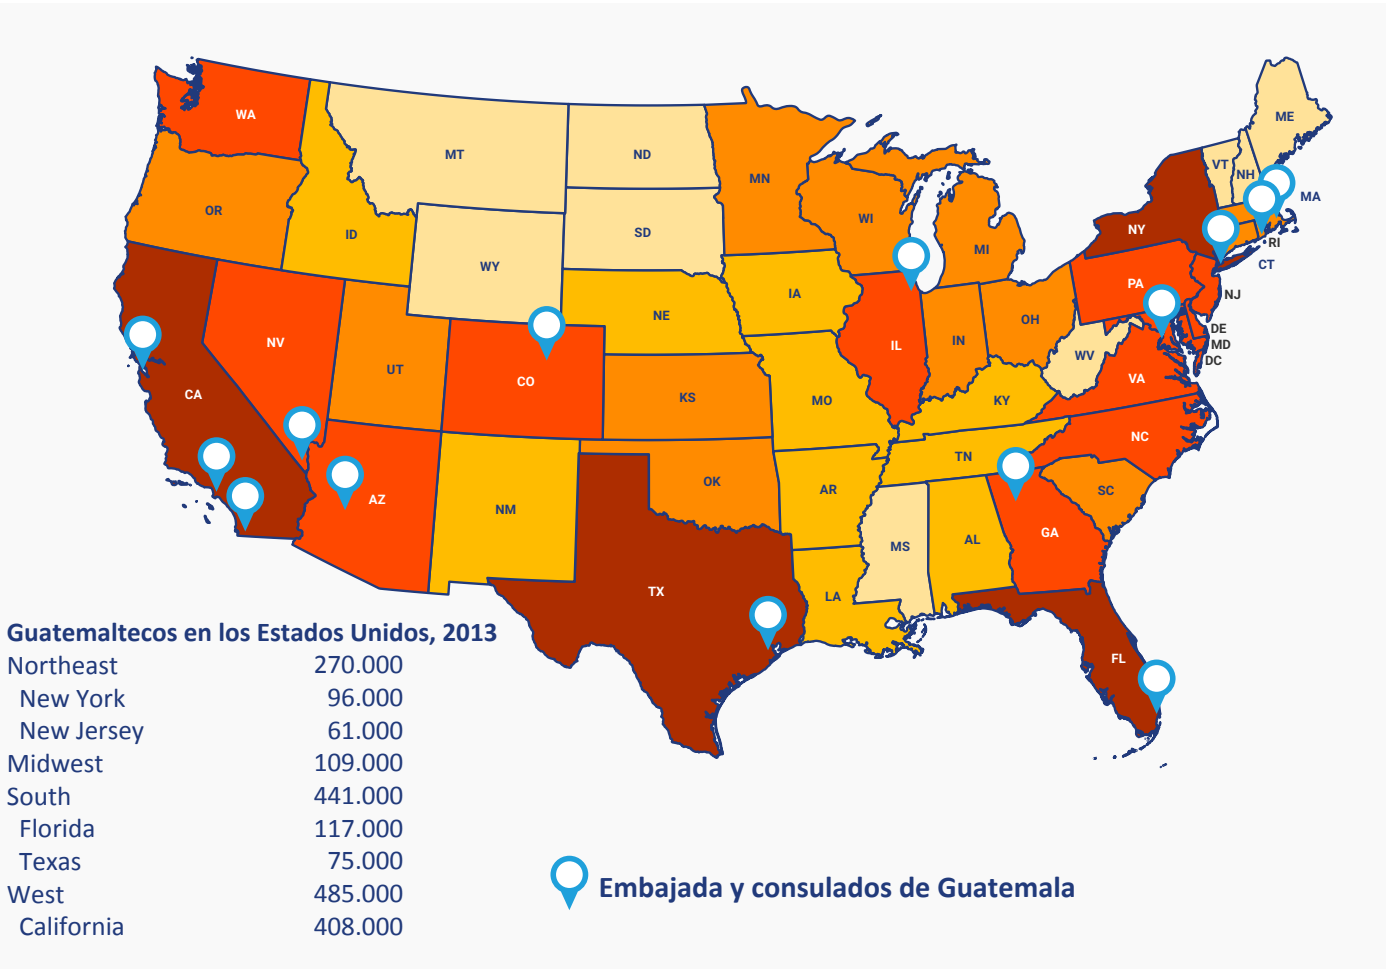 WA
OR
ID
MT
WY
ND
SD
MN
WI
MI
NY
VT
NH
ME
MA
RI
CT
PA
NJ
DE
MD
DC
NV
CA
UT
CO
NE
IA
IL
IN
OH
WV
VA
KS
MO
KY
NC
TN
AZ
NM
OK
AR
SC
MS
AL
GA
TX
LA
FL
Guatemaltecos en los Estados Unidos, 2013
Northeast 270.000
New York 96.000
New Jersey 61.000
Midwest 109.000
South 441.000
Florida 117.000
Texas 75.000
West 485.000
California 408.000
Embajada y consulados de Guatemala